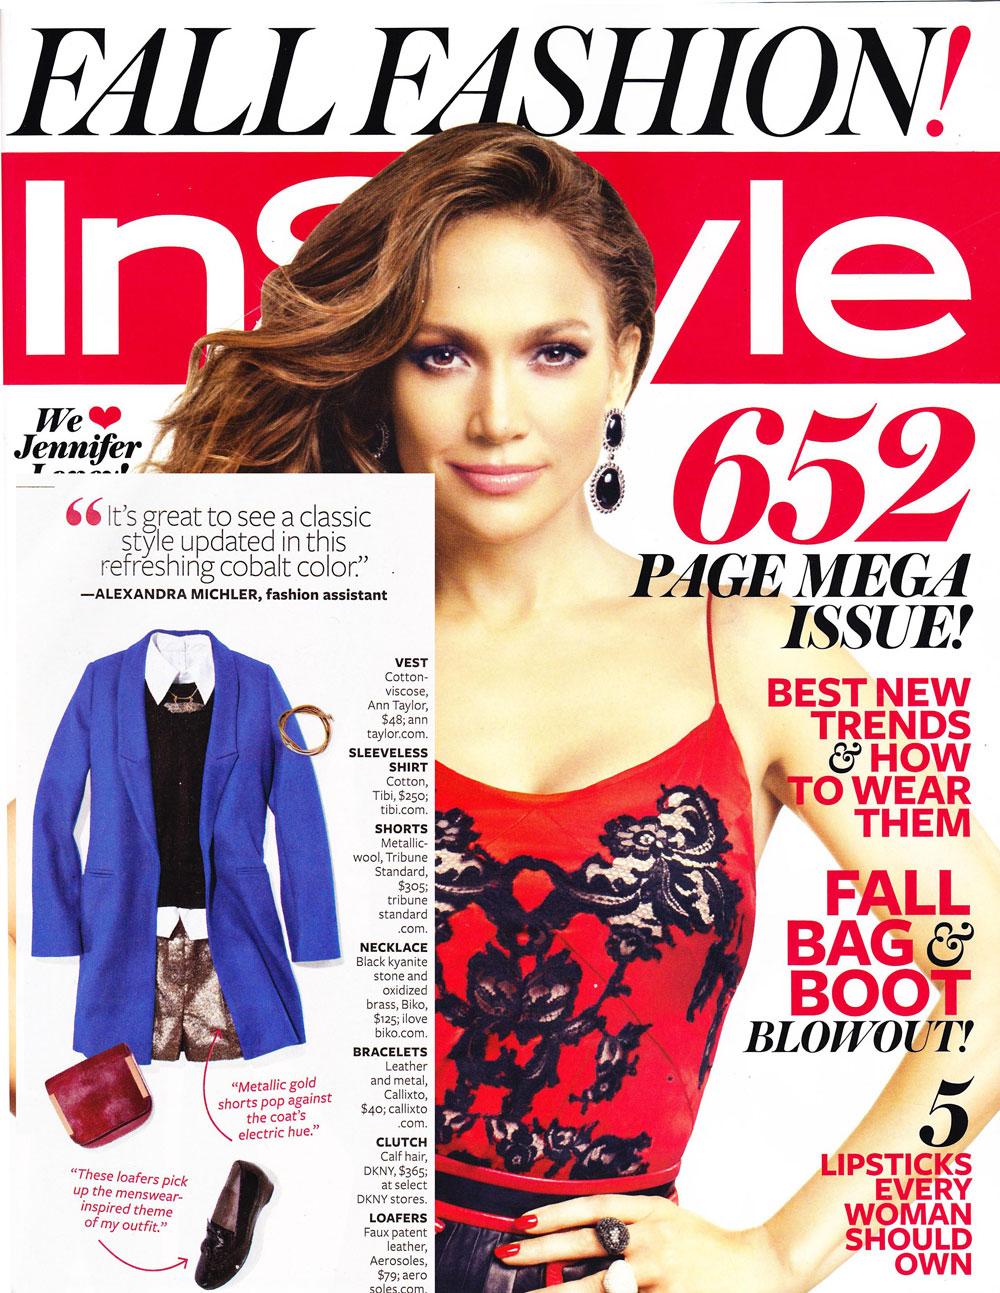 FALL FASHION!
InStyle
We ❤
Jennifer
Lopez!
652
PAGE MEGA
ISSUE!
BEST NEW
TRENDS
& HOW
TO WEAR
THEM
FALL
BAG &
BOOT
BLOWOUT!
5
LIPSTICKS
EVERY
WOMAN
SHOULD
OWN
“It’s great to see a classic
style updated in this
refreshing cobalt color.”
—ALEXANDRA MICHLER, fashion assistant
VEST
Cotton-
viscose,
Ann Taylor,
$48; ann
taylor.com.
SLEEVELESS
SHIRT
Cotton,
Tibi, $250;
tibi.com.
SHORTS
Metallic-
wool, Tribune
Standard,
$305;
tribune
standard
.com.
NECKLACE
Black kyanite
stone and
oxidized
brass, Biko,
$125; ilove
biko.com.
BRACELETS
Leather
and metal,
Callixto,
$40; callixto
.com.
CLUTCH
Calf hair,
DKNY, $365;
at select
DKNY stores.
LOAFERS
Faux patent
leather,
Aerosoles,
$79; aero
soles.com.
“Metallic gold
shorts pop against
the coat’s
electric hue.”
“These loafers pick
up the menswear-
inspired theme
of my outfit.”